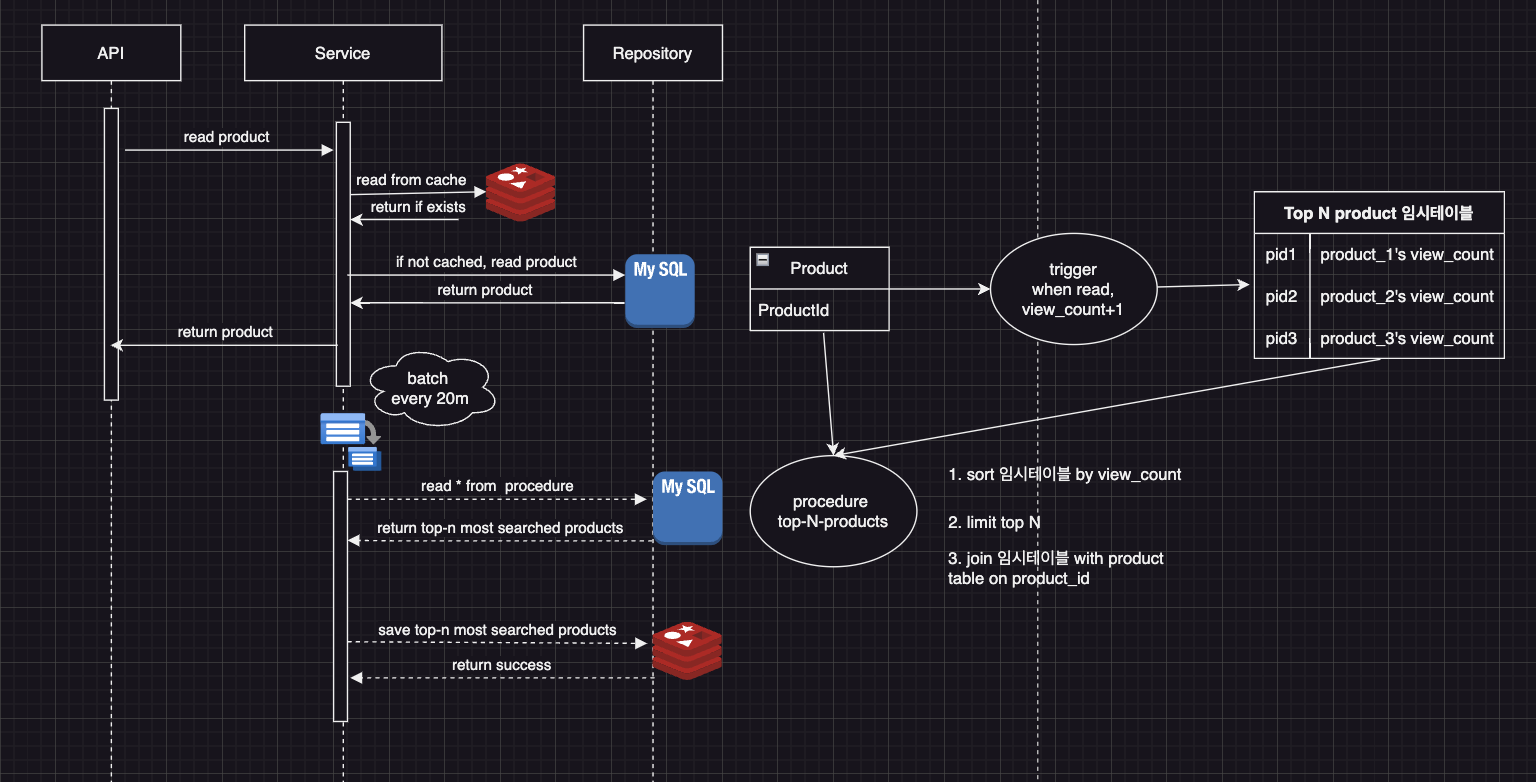 API
Service
Repository
read product
read from cache
return if exists
if not cached, read product
My SQL
return product
return product
batch
every 20m
read * from procedure
My SQL
return top-n most searched products
save top-n most searched products
return success
Product
ProductId
trigger
when read,
view_count+1
Top N product 임시테이블
pid1 product_1's view_count
pid2 product_2's view_count
pid3 product_3's view_count
procedure
top-N-products
1. sort 임시테이블 by view_count
2. limit top N
3. join 임시테이블 with product
table on product_id